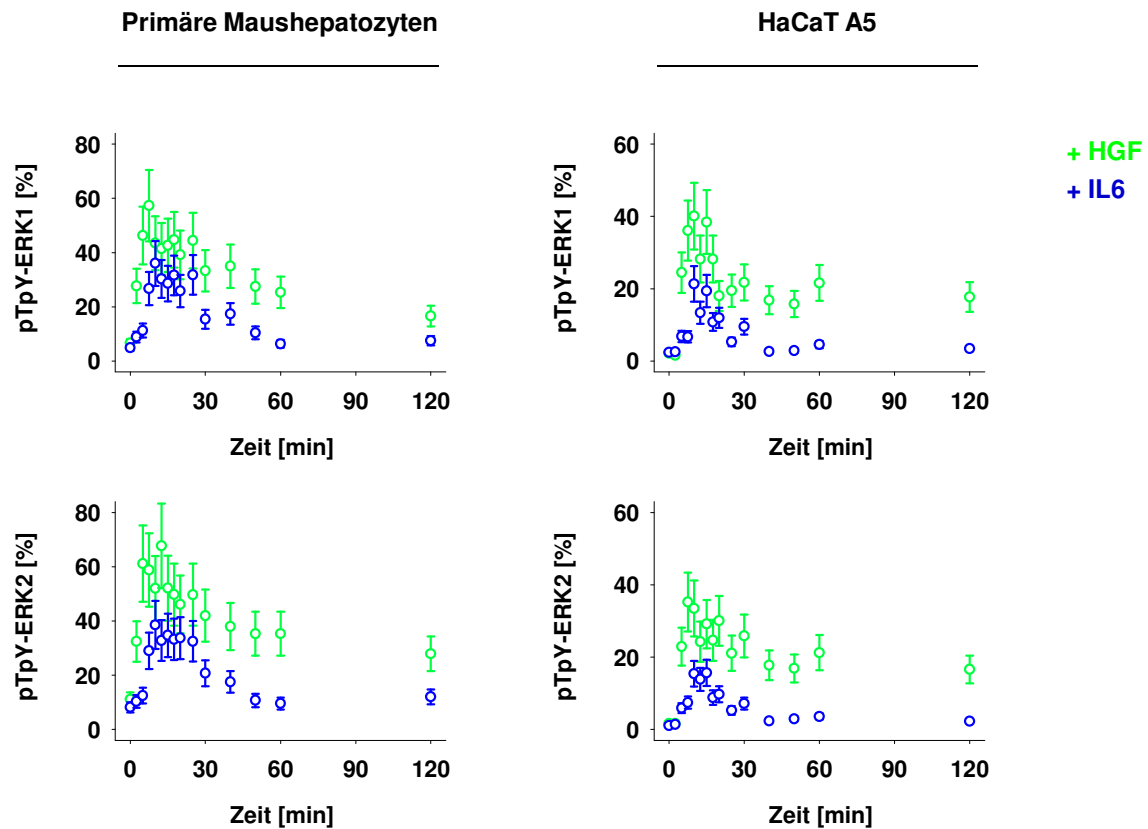 Primäre Maushepatozyten
HaCaT A5
+ HGF
+ IL6
pTpY-ERK1 [%]
80
60
40
20
0
0 30 60 90 120
Zeit [min]
pTpY-ERK1 [%]
60
40
20
0
0 30 60 90 120
Zeit [min]
pTpY-ERK2 [%]
80
60
40
20
0
0 30 60 90 120
Zeit [min]
pTpY-ERK2 [%]
60
40
20
0
0 30 60 90 120
Zeit [min]